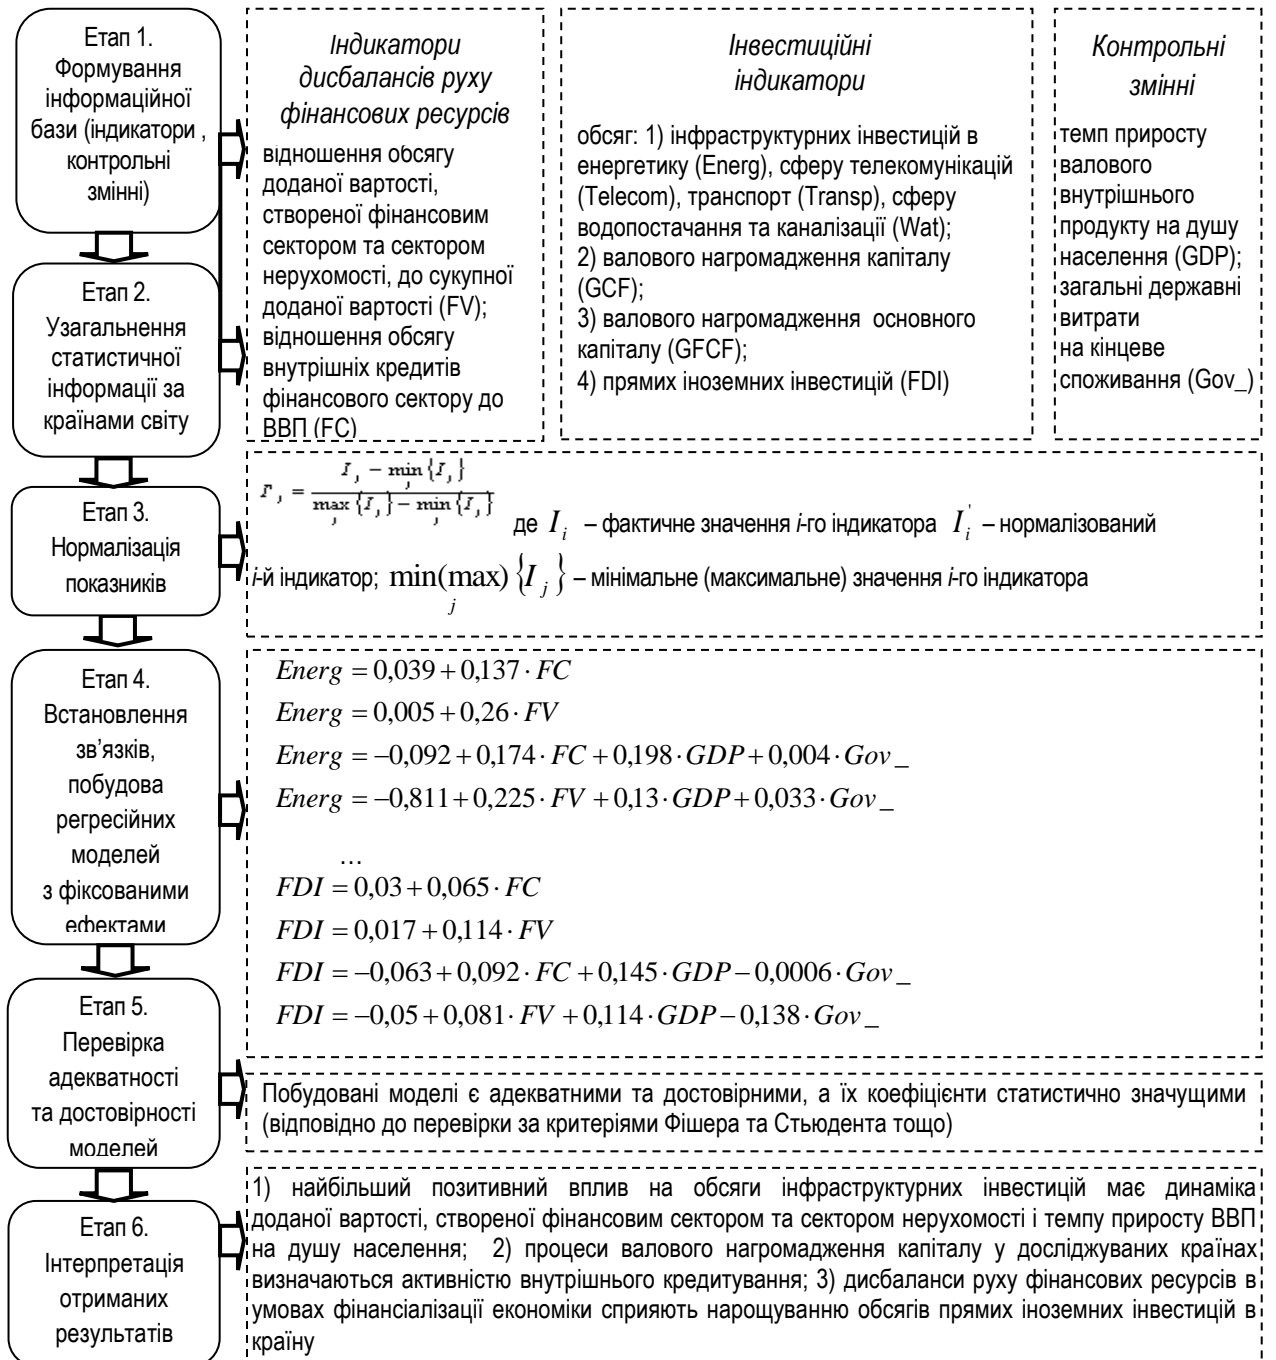 Етап 1.
Формування
інформаційної
бази (індикатори ,
контрольні
змінні)
Індикатори
дисбалансів руху
фінансових ресурсів
відношення обсягу
доданої вартості,
створеної фінансовим
сектором та сектором
нерухомості, до сукупної
доданої вартості (FV);
відношення обсягу
внутрішніх кредитів
фінансового сектору до
ВВП (FC)
Інвестиційні
індикатори
обсяг: 1) інфраструктурних інвестицій в
енергетику (Energ), сферу телекомунікацій
(Telecom), транспорт (Transp), сферу
водопостачання та каналізації (Wat);
2) валового нагромадження капіталу
(GCF);
3) валового нагромадження основного
капіталу (GFCF);
4) прямих іноземних інвестицій (FDI)
Контрольні
змінні
темп приросту
валового
внутрішнього
продукту на душу
населення (GDP);
загальні державні
витрати
на кінцеве
споживання (Gov_)
Етап 2.
Узагальнення
статистичної
інформації за
країнами світу
Етап 3.
Нормалізація
показників
I'_j = (I_j − min_j {I_j}) / (max_j {I_j} − min_j {I_j})
де I_i – фактичне значення і-го індикатора I_i' – нормалізований
і-й індикатор; min(max)_j {I_j} – мінімальне (максимальне) значення і-го індикатора
Етап 4.
Встановлення
зв’язків,
побудова
регресійних
моделей
з фіксованими
ефектами
Energ = 0,039 + 0,137 · FC
Energ = 0,005 + 0,26 · FV
Energ = −0,092 + 0,174 · FC + 0,198 · GDP + 0,004 · Gov_
Energ = −0,811 + 0,225 · FV + 0,13 · GDP + 0,033 · Gov_
…
FDI = 0,03 + 0,065 · FC
FDI = 0,017 + 0,114 · FV
FDI = −0,063 + 0,092 · FC + 0,145 · GDP − 0,0006 · Gov_
FDI = −0,05 + 0,081 · FV + 0,114 · GDP − 0,138 · Gov_
Етап 5.
Перевірка
адекватності
та достовірності
моделей
Побудовані моделі є адекватними та достовірними, а їх коефіцієнти статистично значущими
(відповідно до перевірки за критеріями Фішера та Стьюдента тощо)
Етап 6.
Інтерпретація
отриманих
результатів
1) найбільший позитивний вплив на обсяги інфраструктурних інвестицій має динаміка
доданої вартості, створеної фінансовим сектором та сектором нерухомості і темпу приросту ВВП
на душу населення; 2) процеси валового нагромадження капіталу у досліджуваних країнах
визначаються активністю внутрішнього кредитування; 3) дисбаланси руху фінансових ресурсів в
умовах фінансіалізації економіки сприяють нарощуванню обсягів прямих іноземних інвестицій в
країну